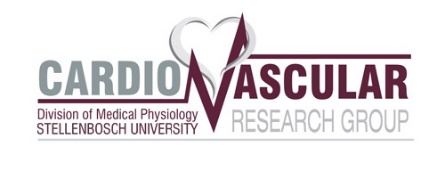 CARDIOVASCULAR
Division of Medical Physiology
STELLENBOSCH UNIVERSITY
RESEARCH GROUP